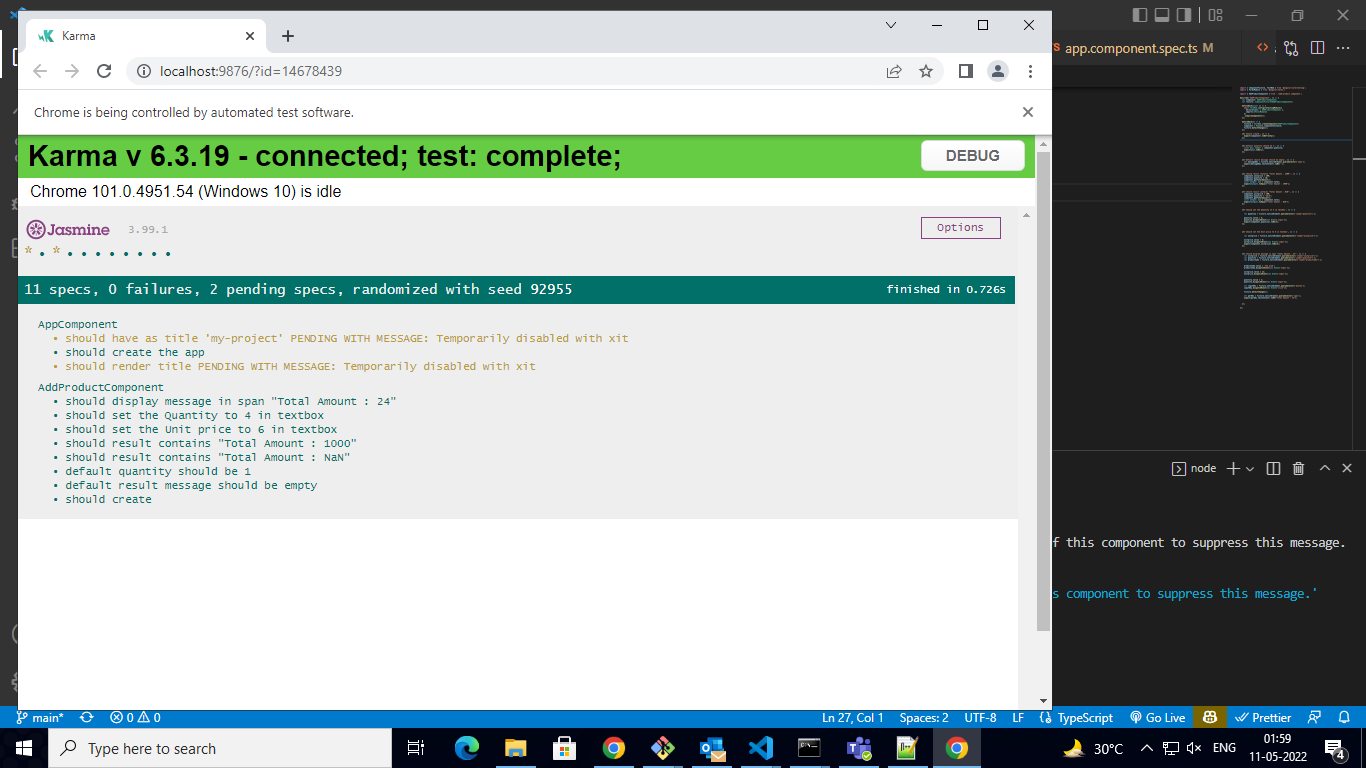 Karma
localhost:9876/?id=14678439
Chrome is being controlled by automated test software.
Karma v 6.3.19 - connected; test: complete;
DEBUG
Chrome 101.0.4951.54 (Windows 10) is idle
Jasmine 3.99.1
Options
* • * • • • • • • • •
11 specs, 0 failures, 2 pending specs, randomized with seed 92955
finished in 0.726s
AppComponent
• should have as title 'my-project' PENDING WITH MESSAGE: Temporarily disabled with xit
• should create the app
• should render title PENDING WITH MESSAGE: Temporarily disabled with xit
AddProductComponent
• should display message in span "Total Amount : 24"
• should set the Quantity to 4 in textbox
• should set the Unit price to 6 in textbox
• should result contains "Total Amount : 1000"
• should result contains "Total Amount : NaN"
• default quantity should be 1
• default result message should be empty
• should create
app.component.spec.ts M
node
f this component to suppress this message.
s component to suppress this message.'
main* 0 0
Ln 27, Col 1 Spaces: 2 UTF-8 LF TypeScript Go Live Prettier
Type here to search
30°C
ENG
01:59
11-05-2022
4